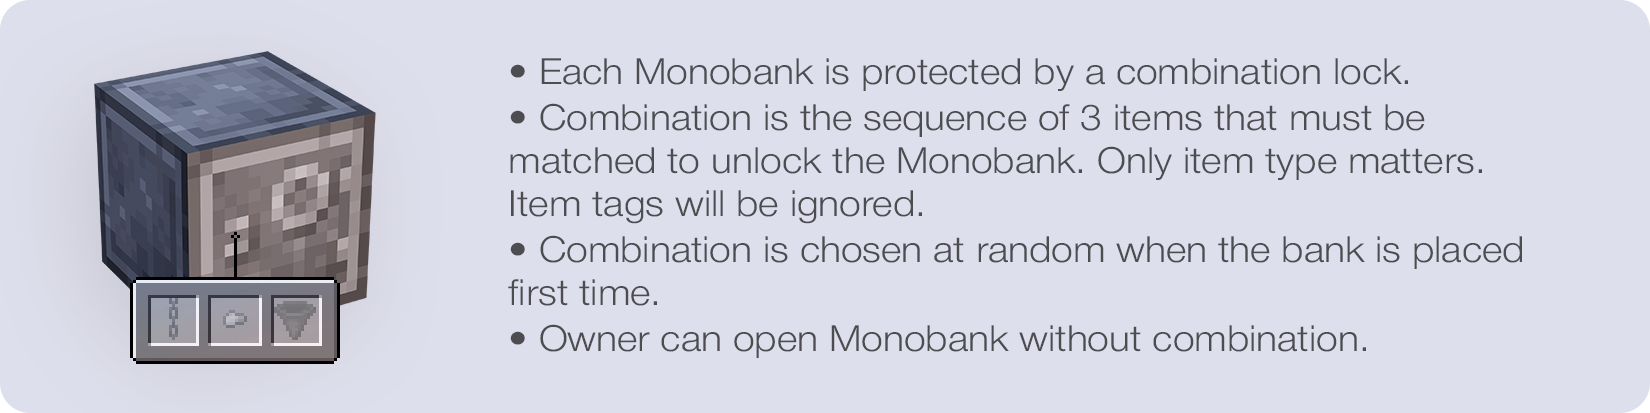 • Each Monobank is protected by a combination lock.
• Combination is the sequence of 3 items that must be
matched to unlock the Monobank. Only item type matters.
Item tags will be ignored.
• Combination is chosen at random when the bank is placed
first time.
• Owner can open Monobank without combination.